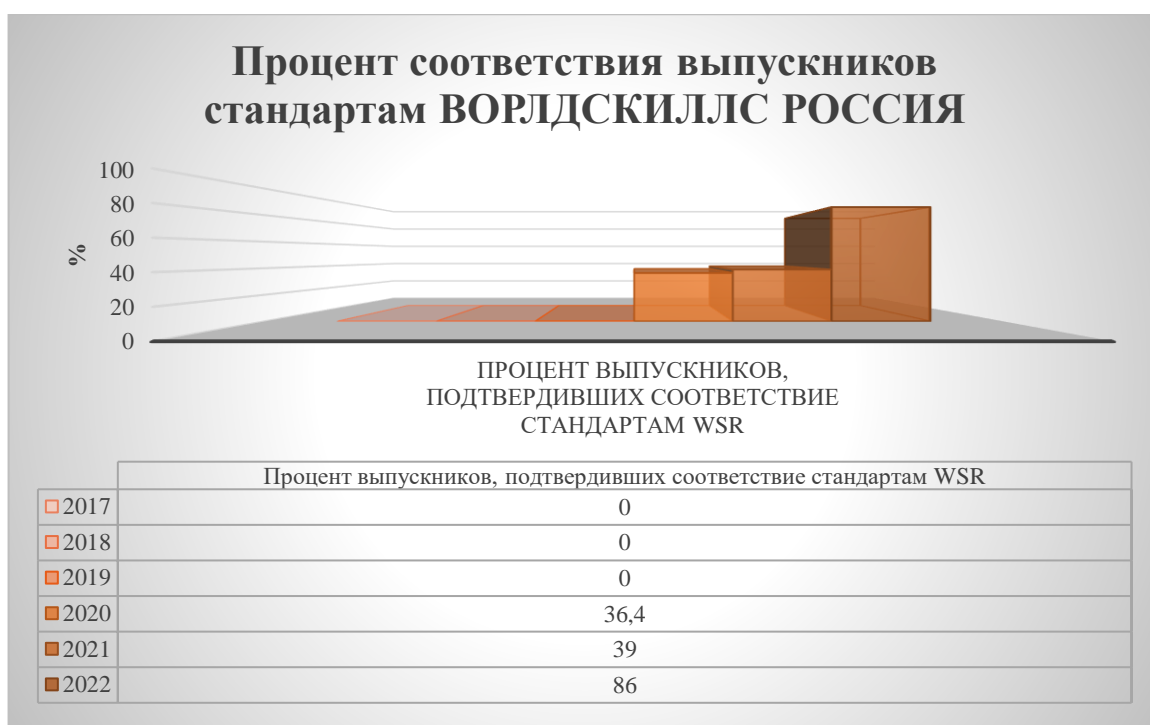 Процент соответствия выпускников
стандартам ВОРЛДСКИЛЛС РОССИЯ
100
80
60
40
20
0
%
ПРОЦЕНТ ВЫПУСКНИКОВ,
ПОДТВЕРДИВШИХ СООТВЕТСТВИЕ
СТАНДАРТАМ WSR
Процент выпускников, подтвердивших соответствие стандартам WSR
2017 0
2018 0
2019 0
2020 36,4
2021 39
2022 86